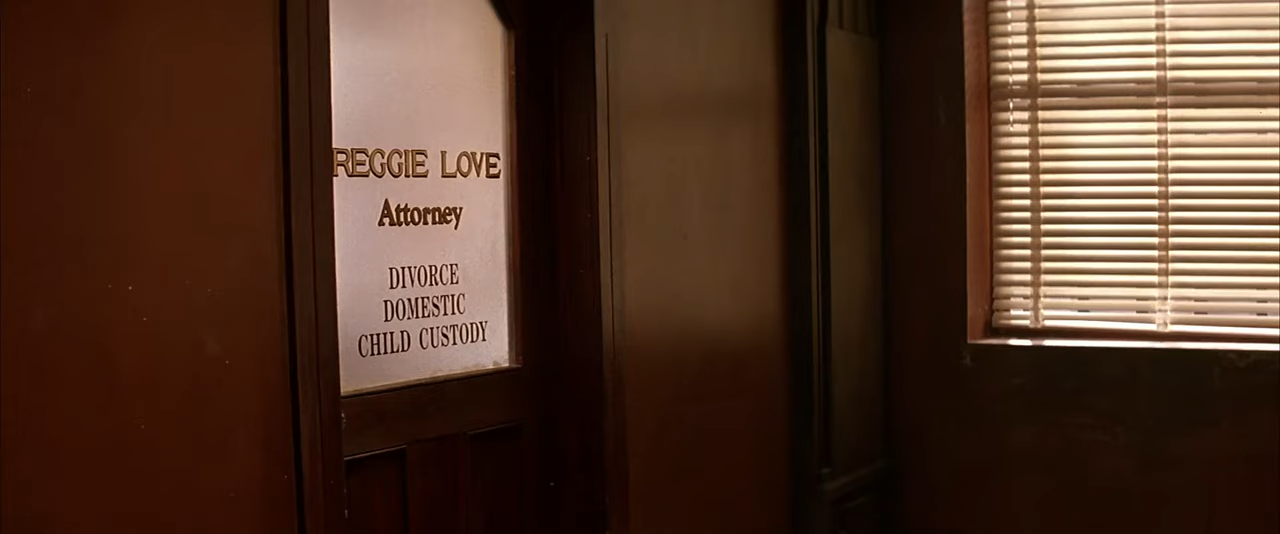 REGGIE LOVE
Attorney
DIVORCE
DOMESTIC
CHILD CUSTODY